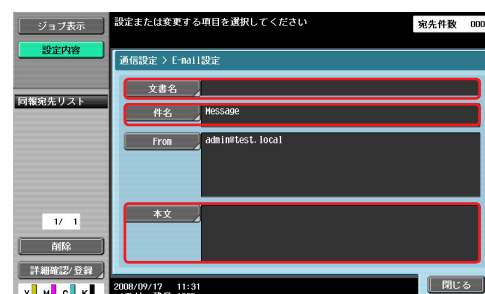 ジョブ表示
設定または変更する項目を選択してください
宛先件数 000
設定内容
通信設定 > E-mail設定
文書名
同報宛先リスト
件名 Message
From admin@test.local
本文
1/ 1
削除
詳細確認/登録
2008/09/17 11:31
閉じる
Y M C K